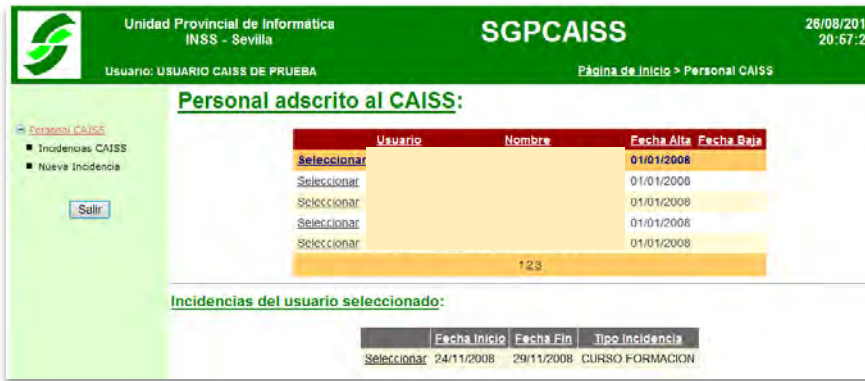 Unidad Provincial de Informática
INSS - Sevilla
SGPCAISS
26/08/201
20:57:2
Usuario: USUARIO CAISS DE PRUEBA
Página de Inicio > Personal CAISS
Personal adscrito al CAISS:
Personal CAISS
Incidencias CAISS
Nueva Incidencia
Salir
Usuario Nombre Fecha Alta Fecha Baja
Seleccionar 01/01/2008
Seleccionar 01/01/2008
Seleccionar 01/01/2008
Seleccionar 01/01/2008
Seleccionar 01/01/2008
1 2 3
Incidencias del usuario seleccionado:
Fecha Inicio Fecha Fin Tipo Incidencia
Seleccionar 24/11/2008 29/11/2008 CURSO FORMACION